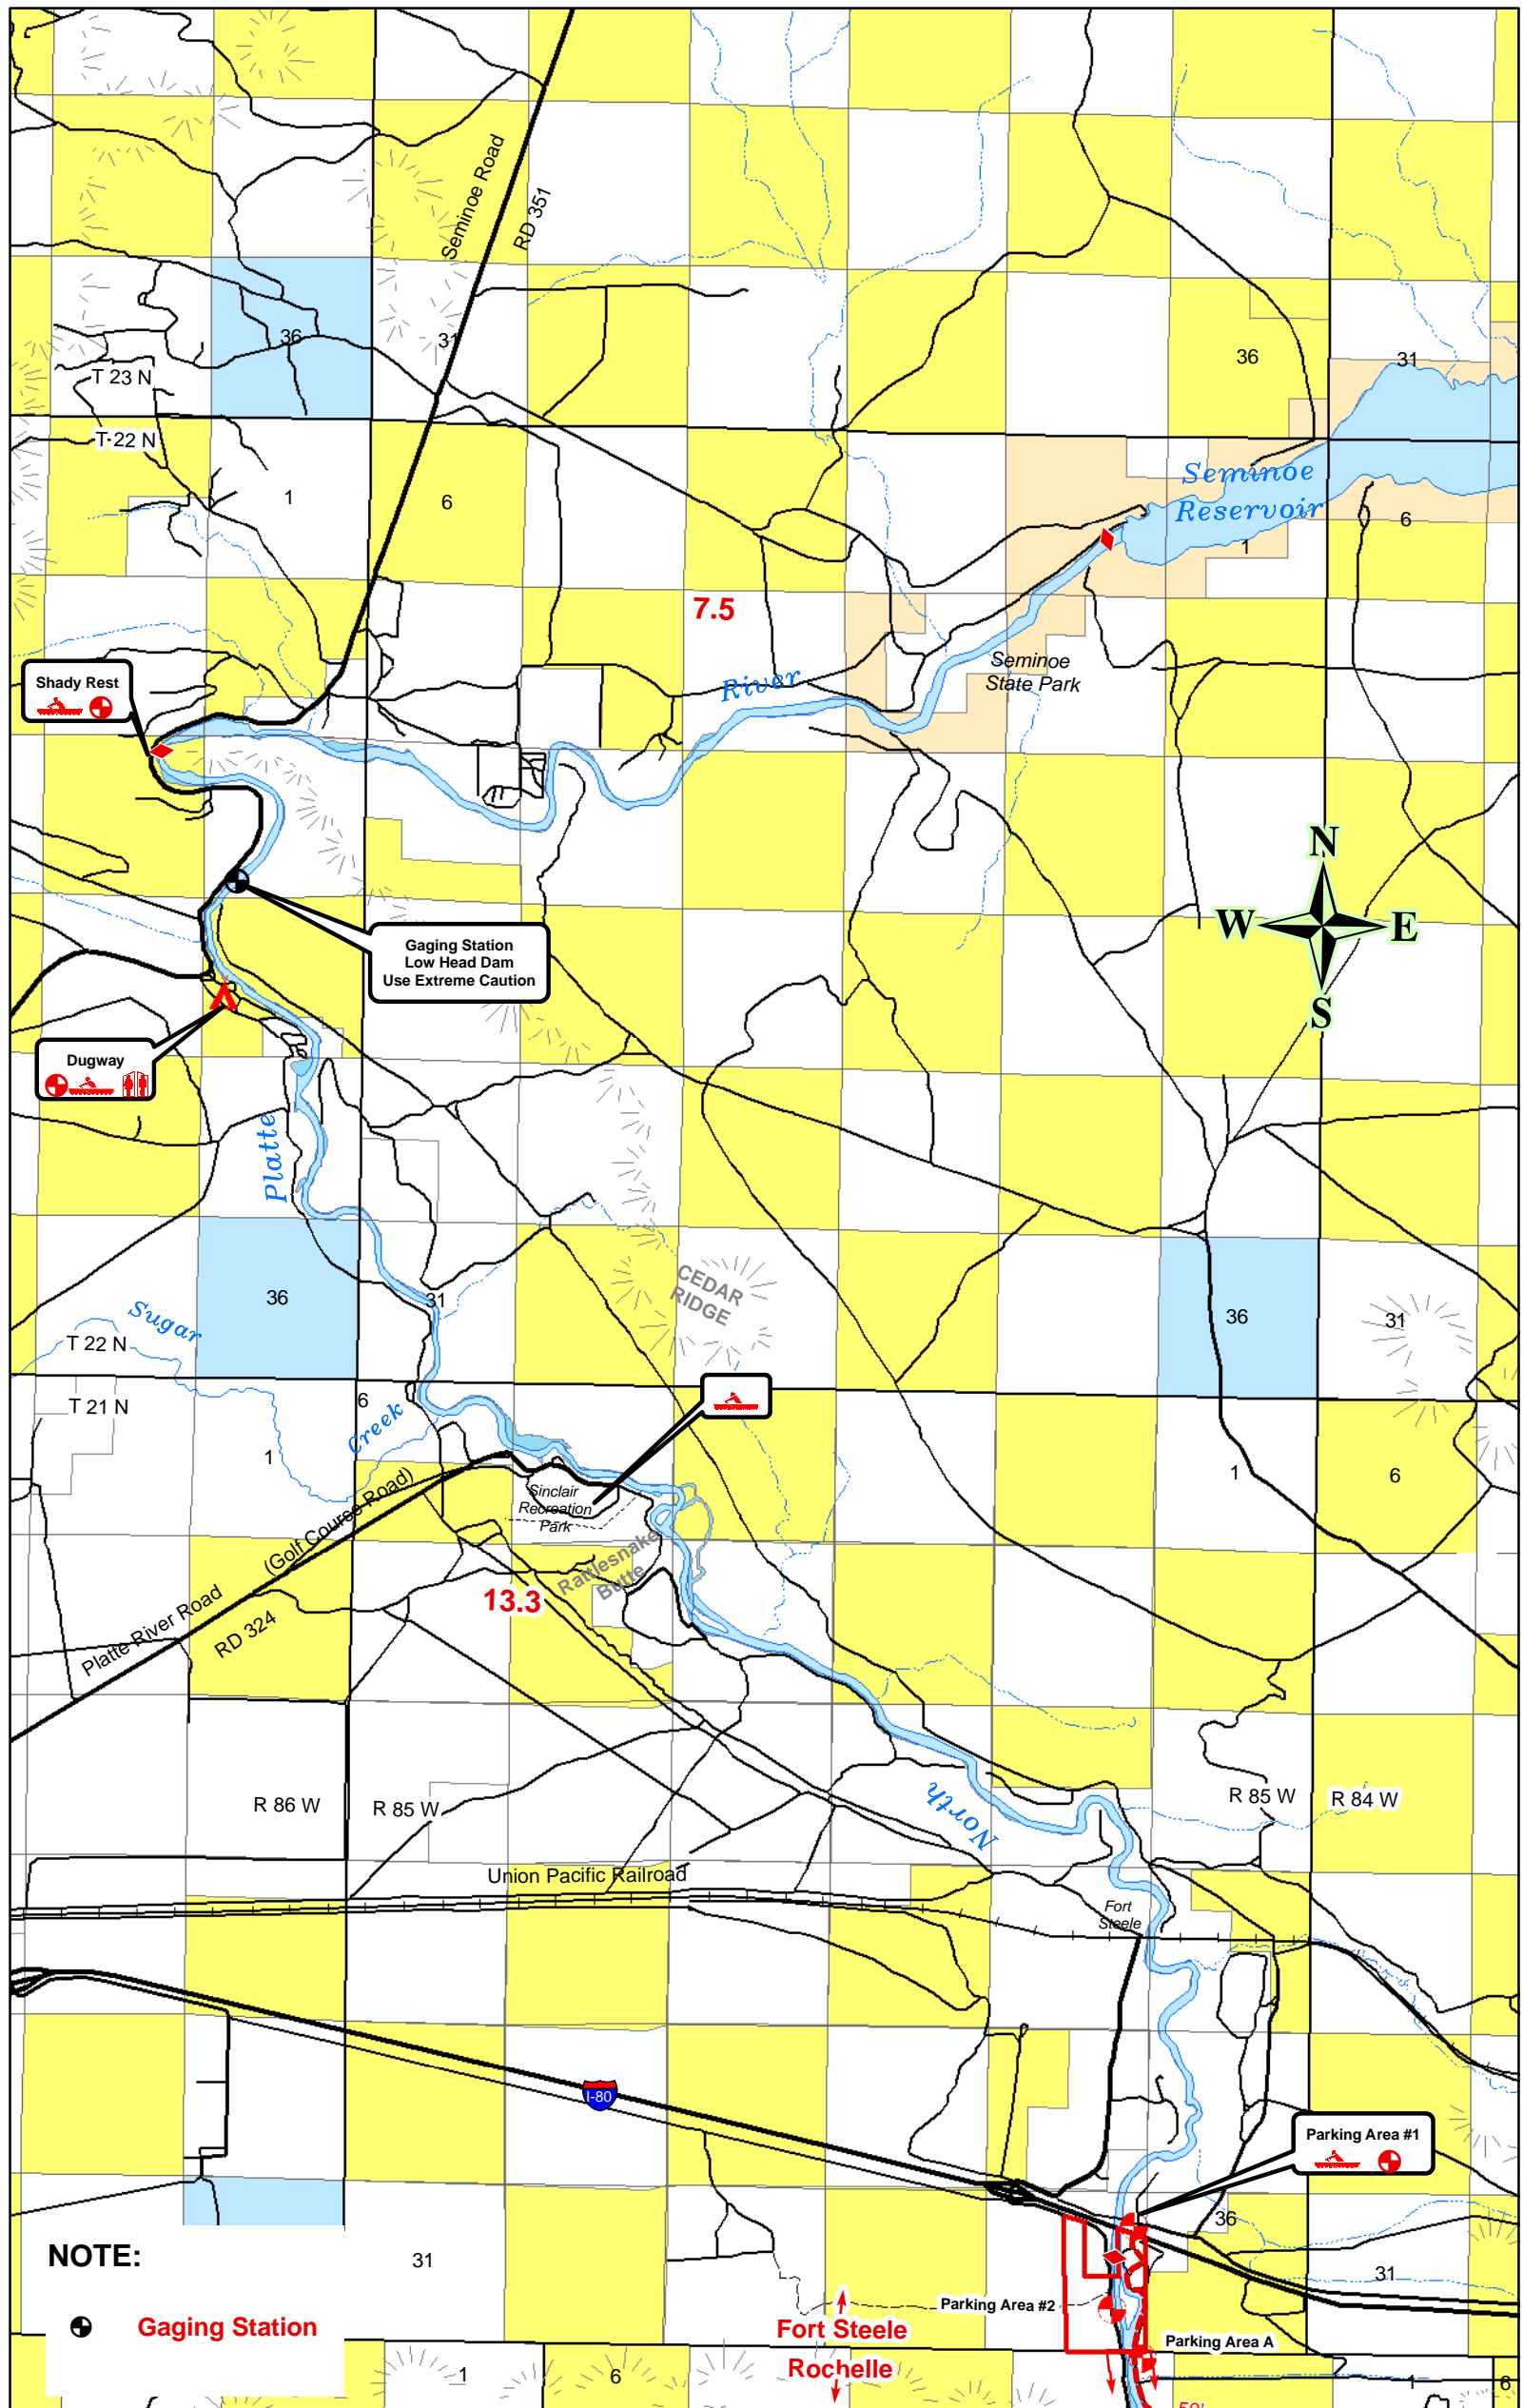 Seminoe Road
RD 351
36
31
36
31
T 23 N
T 22 N
1
6
Seminoe
Reservoir
6
1
7.5
Seminoe
State Park
River
Shady Rest
N
W
E
S
Gaging Station
Low Head Dam
Use Extreme Caution
Dugway
Platte
CEDAR
RIDGE
36
31
36
31
Sugar
Creek
T 22 N
T 21 N
6
1
1
6
(Golf Course Road)
Sinclair
Recreation
Park
Rattlesnake
Butte
13.3
Platte River Road
RD 324
North
R 86 W
R 85 W
R 85 W
R 84 W
Union Pacific Railroad
Fort
Steele
I-80
Parking Area #1
36
31
31
NOTE:
Gaging Station
Parking Area #2
Fort Steele
Parking Area A
Rochelle
1
6
1
6
50'